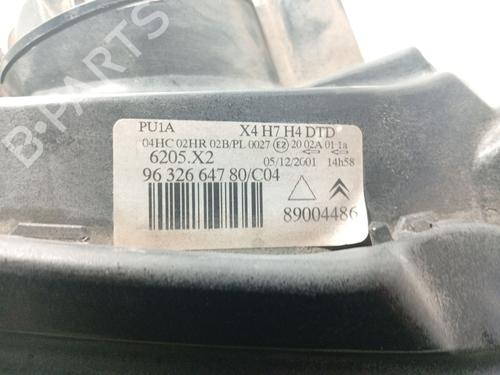 PU1A X4 H7 H4 DTD
04HC 02HR 02B/PL 0027 E2 20 02A 01 1a
6205.X2 05/12/2001 14h58
96 326 647 80/C04
89004486